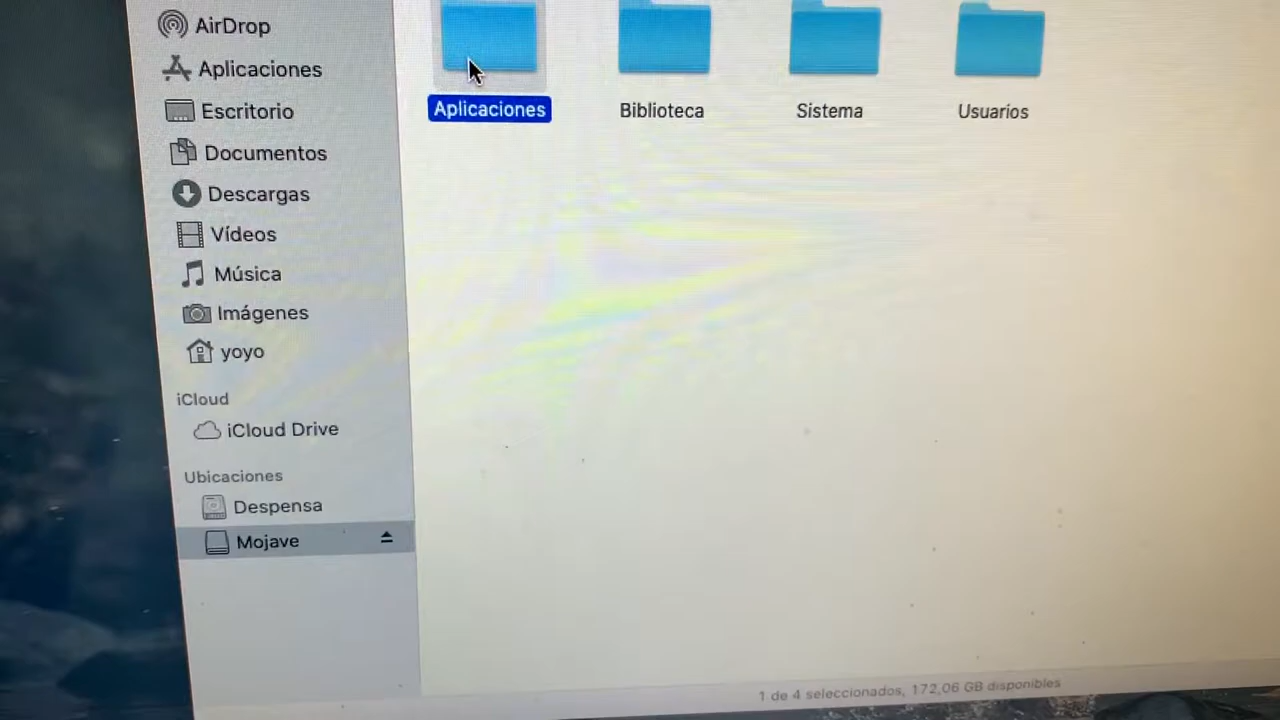 AirDrop
Aplicaciones
Escritorio
Documentos
Descargas
Vídeos
Música
Imágenes
yoyo
iCloud
iCloud Drive
Ubicaciones
Despensa
Mojave
Aplicaciones
Biblioteca
Sistema
Usuarios
1 de 4 seleccionados, 172,06 GB disponibles